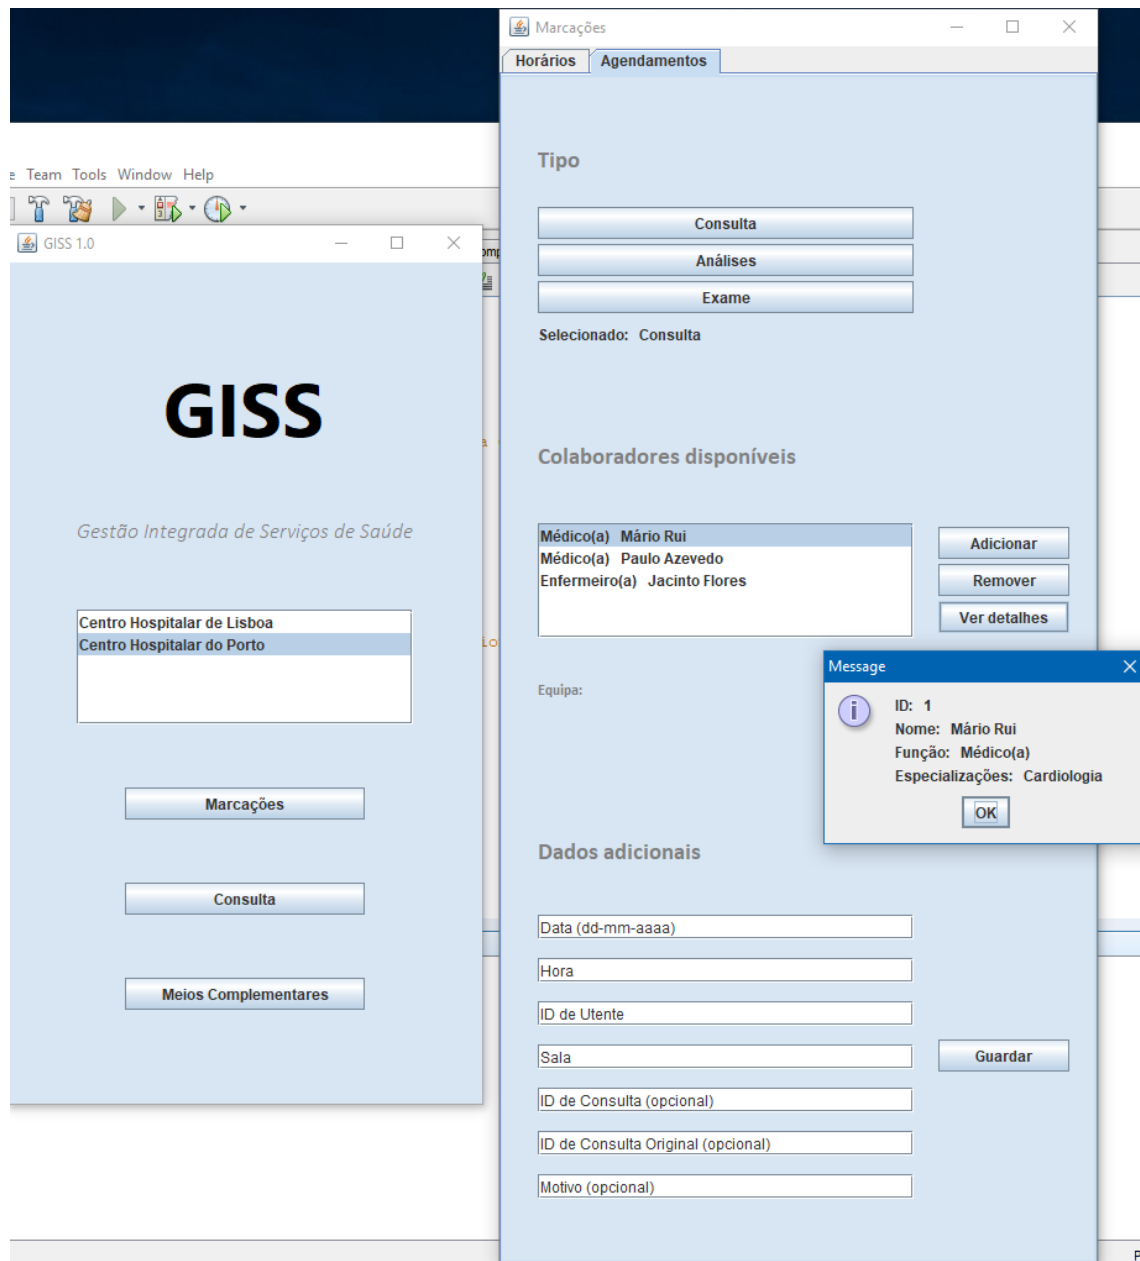 Marcações
Horários Agendamentos
Team Tools Window Help
GISS 1.0
GISS
Gestão Integrada de Serviços de Saúde
Centro Hospitalar de Lisboa
Centro Hospitalar do Porto
Marcações
Consulta
Meios Complementares
Tipo
Consulta
Análises
Exame
Selecionado: Consulta
Colaboradores disponíveis
Médico(a) Mário Rui
Médico(a) Paulo Azevedo
Enfermeiro(a) Jacinto Flores
Adicionar
Remover
Ver detalhes
Equipa:
Message
ID: 1
Nome: Mário Rui
Função: Médico(a)
Especializações: Cardiologia
OK
Dados adicionais
Data (dd-mm-aaaa)
Hora
ID de Utente
Sala
Guardar
ID de Consulta (opcional)
ID de Consulta Original (opcional)
Motivo (opcional)